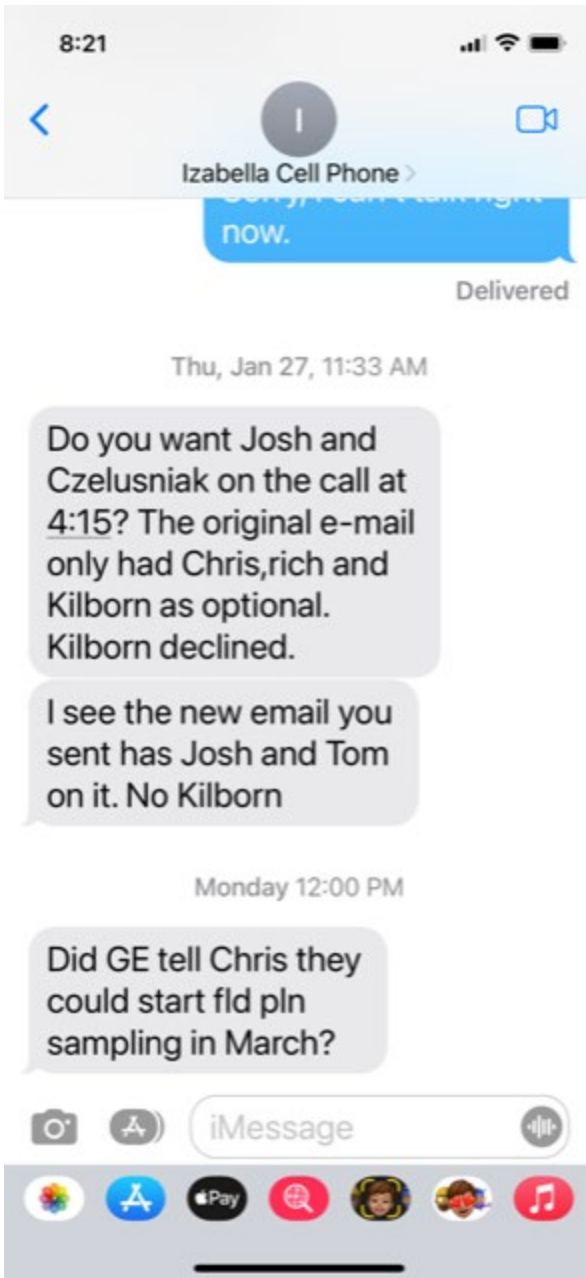 8:21
I
Izabella Cell Phone
now.
Delivered
Thu, Jan 27, 11:33 AM
Do you want Josh and
Czelusniak on the call at
4:15? The original e-mail
only had Chris,rich and
Kilborn as optional.
Kilborn declined.
I see the new email you
sent has Josh and Tom
on it. No Kilborn
Monday 12:00 PM
Did GE tell Chris they
could start fld pln
sampling in March?
iMessage
Pay